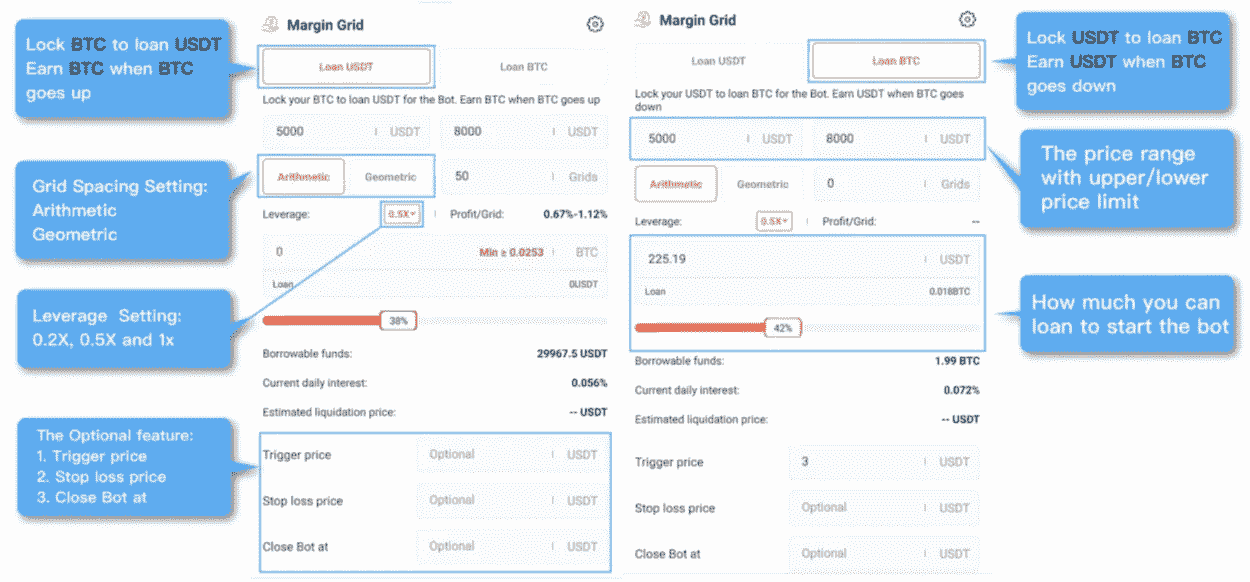 Lock BTC to loan USDT
Earn BTC when BTC
goes up
Grid Spacing Setting:
Arithmetic
Geometric
Leverage Setting:
0.2X, 0.5X and 1x
The Optional feature:
1. Trigger price
2. Stop loss price
3. Close Bot at
Margin Grid
Loan USDT Loan BTC
Lock your BTC to loan USDT for the Bot. Earn BTC when BTC goes up
5000 USDT 8000 USDT
Arithmetic Geometric 50 Grids
Leverage: 0.5X Profit/Grid: 0.67%-1.12%
0 Min ≥ 0.0253 BTC
Loan 0USDT
38%
Borrowable funds: 29967.5 USDT
Current daily interest: 0.056%
Estimated liquidation price: -- USDT
Trigger price Optional USDT
Stop loss price Optional USDT
Close Bot at Optional USDT
Margin Grid
Loan USDT Loan BTC
Lock your USDT to loan BTC for the Bot. Earn USDT when BTC goes
down
5000 USDT 8000 USDT
Arithmetic Geometric 0 Grids
Leverage: 0.5X Profit/Grid: --
225.19 USDT
Loan 0.018BTC
42%
Borrowable funds: 1.99 BTC
Current daily interest: 0.072%
Estimated liquidation price: -- USDT
Trigger price 3 USDT
Stop loss price Optional USDT
Close Bot at Optional USDT
Lock USDT to loan BTC
Earn USDT when BTC
goes down
The price range
with upper/lower
price limit
How much you can
loan to start the bot